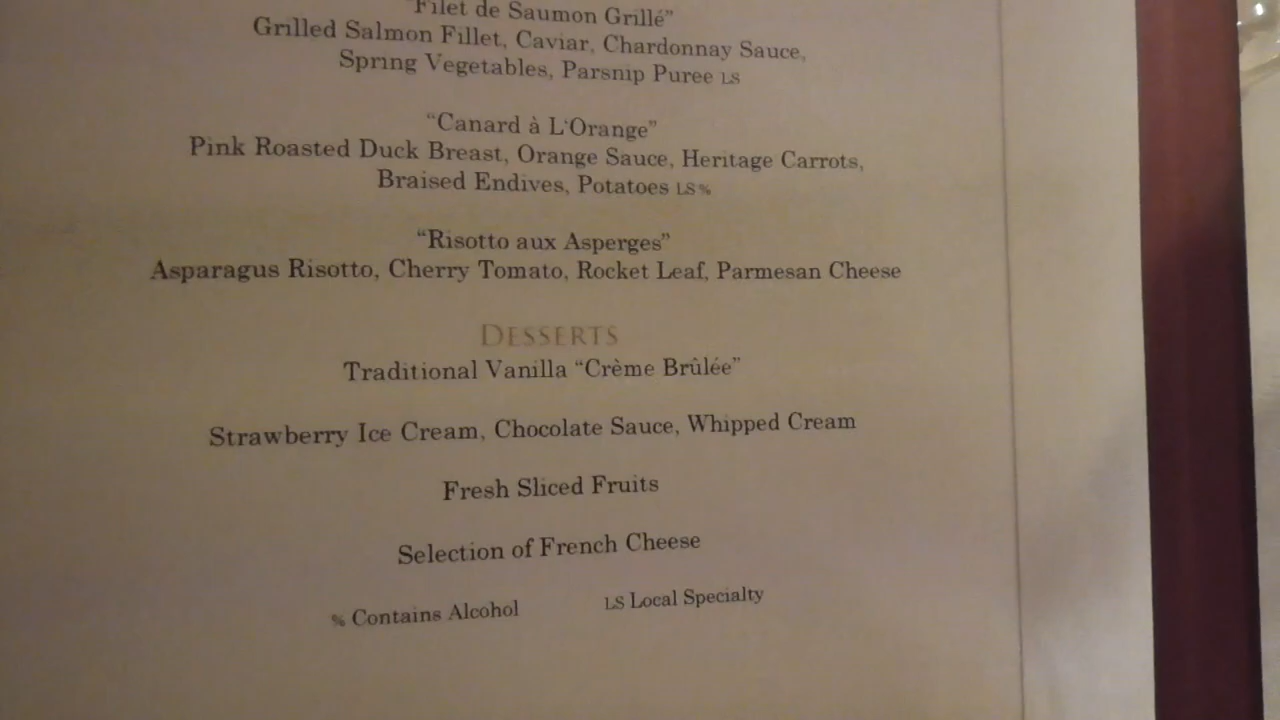 "Filet de Saumon Grillé"
Grilled Salmon Fillet, Caviar, Chardonnay Sauce,
Spring Vegetables, Parsnip Puree LS
“Canard à L‘Orange”
Pink Roasted Duck Breast, Orange Sauce, Heritage Carrots,
Braised Endives, Potatoes LS %
“Risotto aux Asperges”
Asparagus Risotto, Cherry Tomato, Rocket Leaf, Parmesan Cheese
DESSERTS
Traditional Vanilla “Crème Brûlée”
Strawberry Ice Cream, Chocolate Sauce, Whipped Cream
Fresh Sliced Fruits
Selection of French Cheese
% Contains Alcohol LS Local Specialty